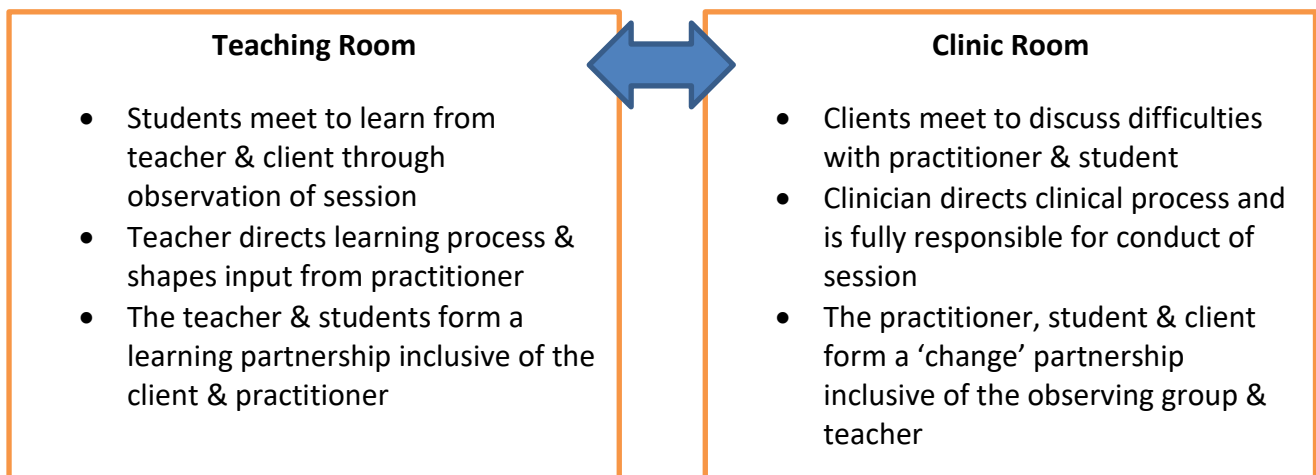 Teaching Room
• Students meet to learn from
teacher & client through
observation of session
• Teacher directs learning process &
shapes input from practitioner
• The teacher & students form a
learning partnership inclusive of the
client & practitioner
Clinic Room
• Clients meet to discuss difficulties
with practitioner & student
• Clinician directs clinical process and
is fully responsible for conduct of
session
• The practitioner, student & client
form a ‘change’ partnership
inclusive of the observing group &
teacher